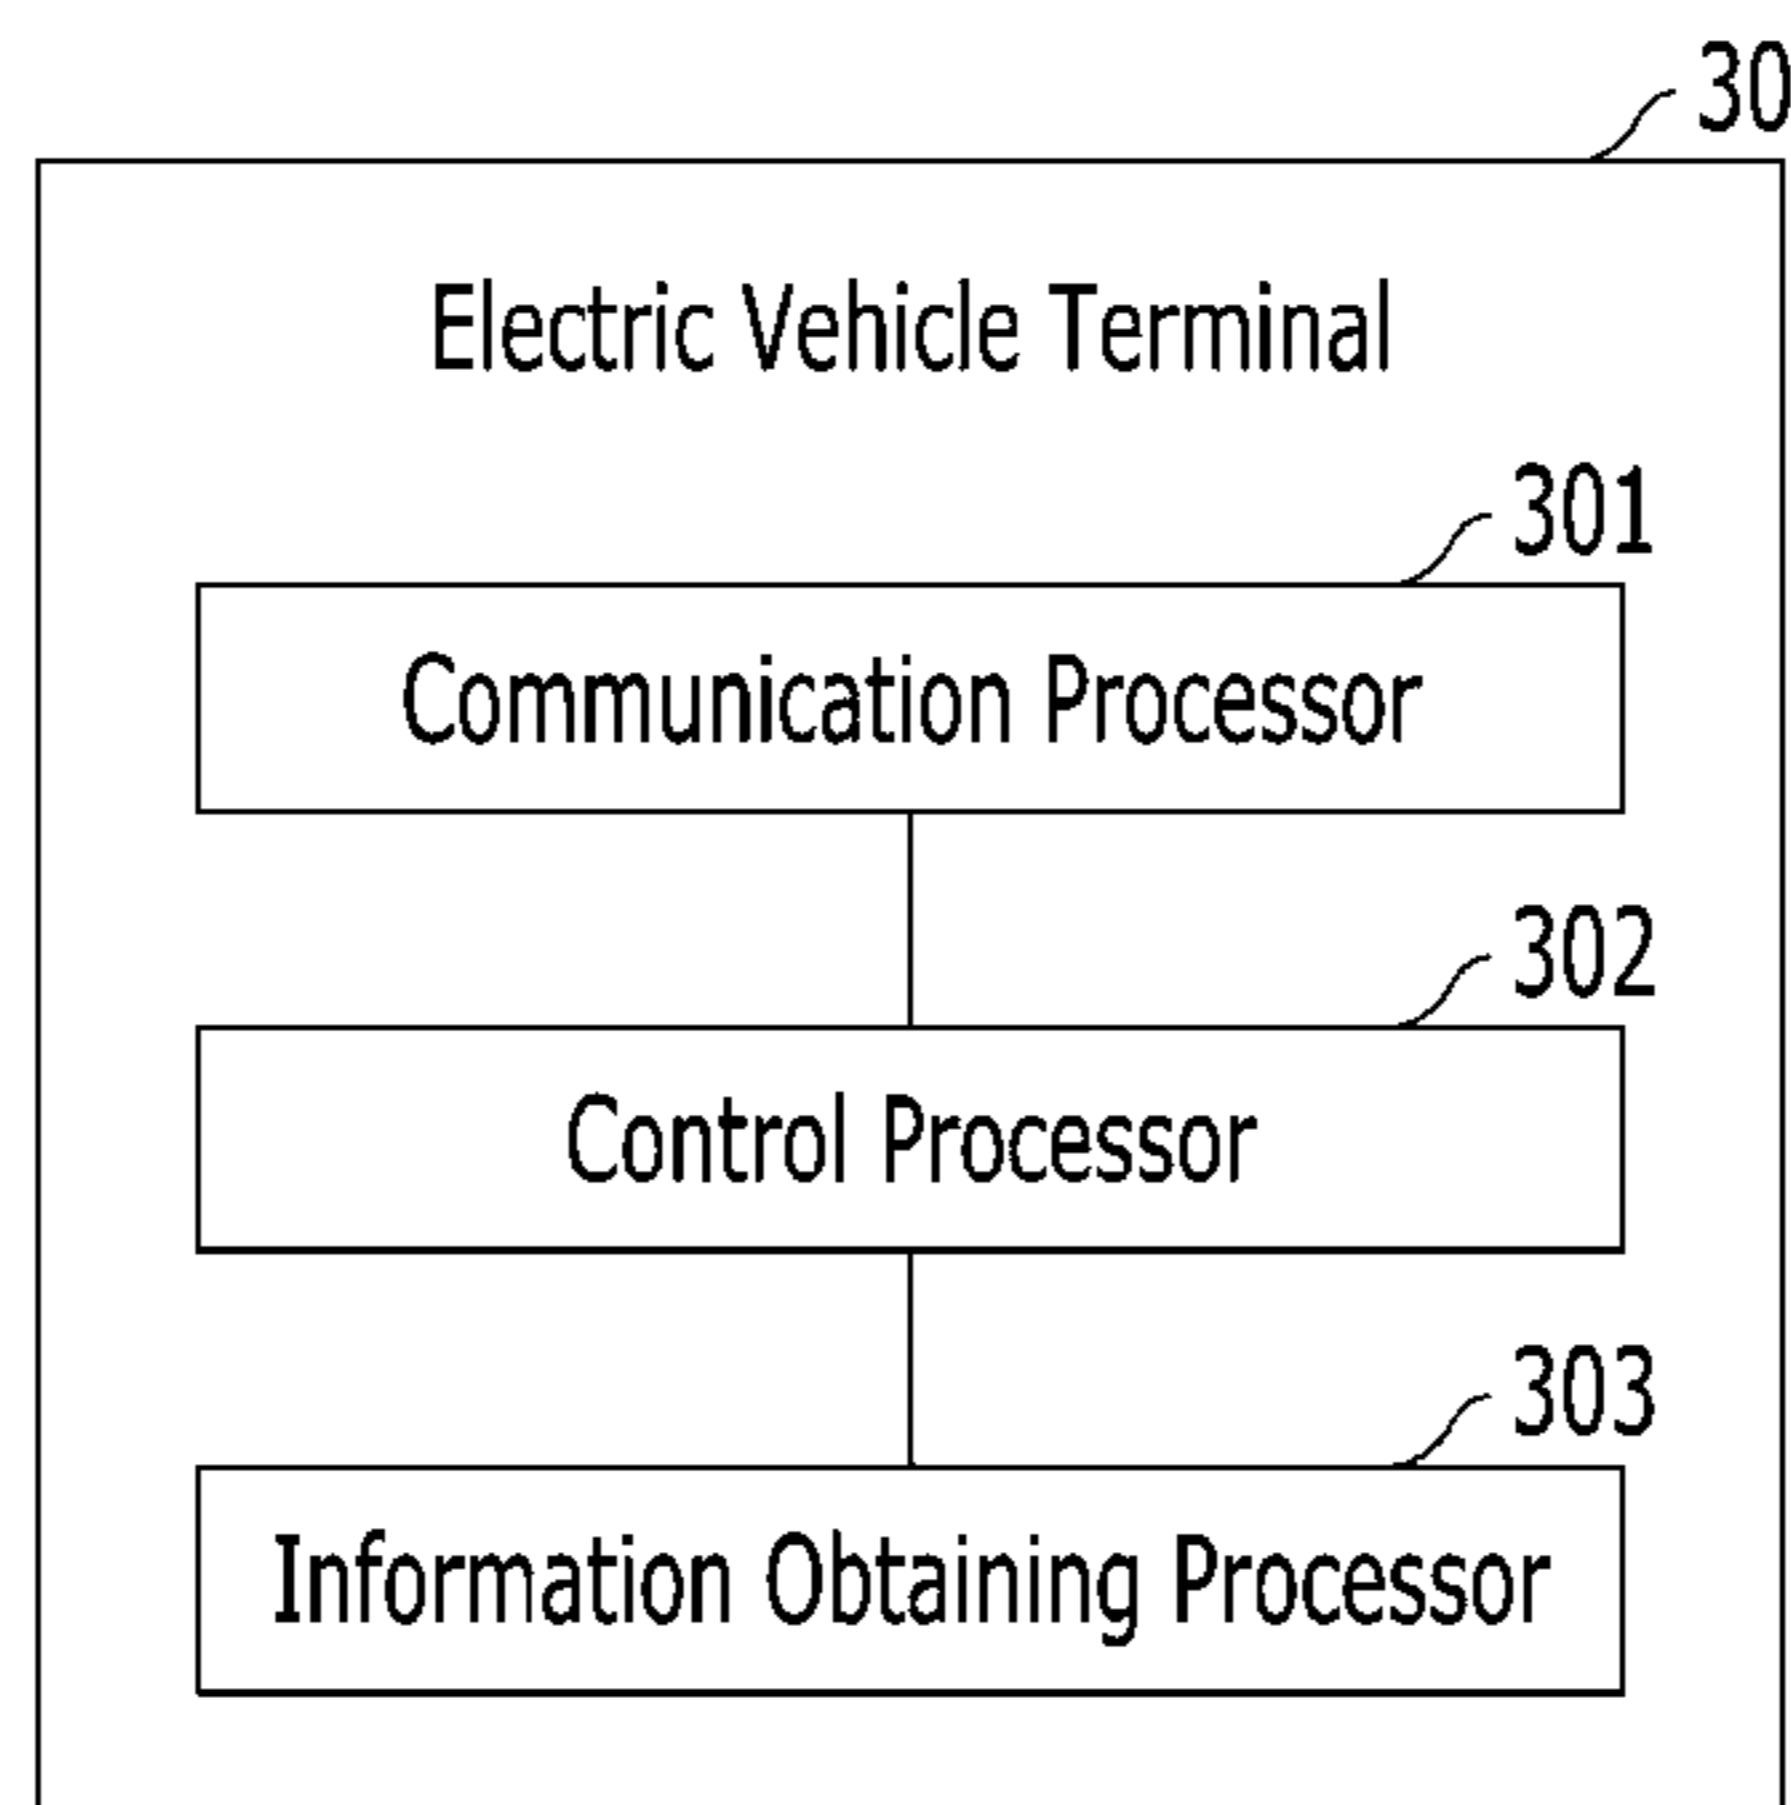 30
Electric Vehicle Terminal
301
Communication Processor
302
Control Processor
303
Information Obtaining Processor